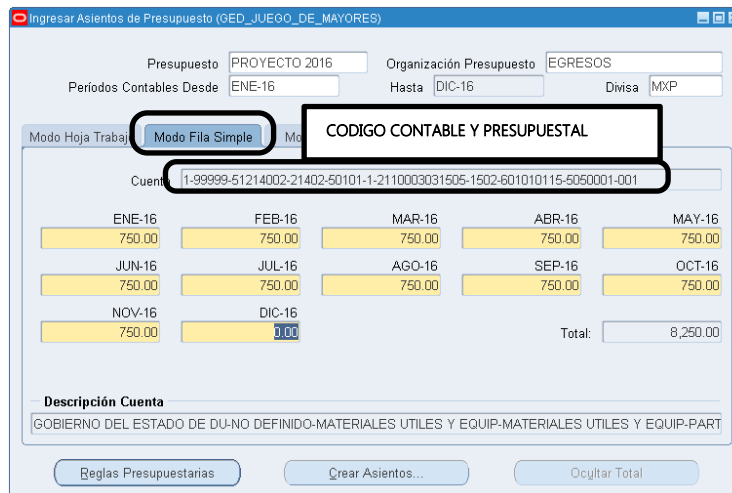 Ingresar Asientos de Presupuesto (GED_JUEGO_DE_MAYORES)
Presupuesto PROYECTO 2016 Organización Presupuesto EGRESOS
Períodos Contables Desde ENE-16 Hasta DIC-16 Divisa MXP
Modo Hoja Trabajo Modo Fila Simple Mo CODIGO CONTABLE Y PRESUPUESTAL
Cuenta 1-99999-51214002-21402-50101-1-2110003031505-1502-601010115-5050001-001
ENE-16 FEB-16 MAR-16 ABR-16 MAY-16
750.00 750.00 750.00 750.00 750.00
JUN-16 JUL-16 AGO-16 SEP-16 OCT-16
750.00 750.00 750.00 750.00 750.00
NOV-16 DIC-16
750.00 0.00 Total: 8,250.00
Descripción Cuenta
GOBIERNO DEL ESTADO DE DU-NO DEFINIDO-MATERIALES UTILES Y EQUIP-MATERIALES UTILES Y EQUIP-PART
Reglas Presupuestarias Crear Asientos... Ocultar Total